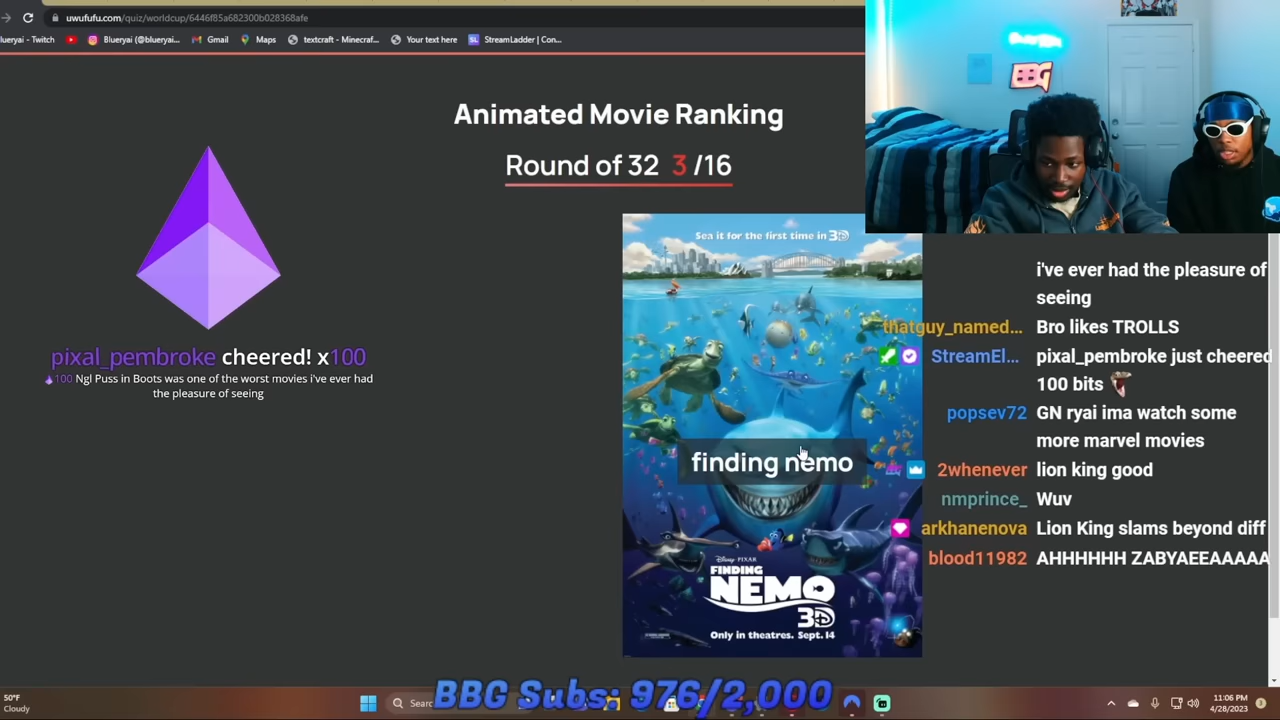 uwufufu.com/quiz/worldcup/6446f85a682300b028368afe
lueryai - Twitch
Blueryai (@blueryai...
Gmail
Maps
textcraft - Minecraf...
Your text here
StreamLadder | Con...
Animated Movie Ranking
Round of 32 3 /16
BBG
pixal_pembroke cheered! x100
100 Ngl Puss in Boots was one of the worst movies i've ever had
the pleasure of seeing
Sea it for the first time in 3D
finding nemo
DISNEY · PIXAR
FINDING
NEMO
3D
Only in theatres. Sept. 14
i've ever had the pleasure of
seeing
thatguy_named... Bro likes TROLLS
StreamEl... pixal_pembroke just cheered
100 bits
popsev72 GN ryai ima watch some
more marvel movies
2whenever lion king good
nmprince_ Wuv
arkhanenova Lion King slams beyond diff
blood11982 AHHHHHH ZABYAEEAAAAA
BBG Subs: 976/2,000
50°F
Cloudy
Searc
11:06 PM
4/28/2023